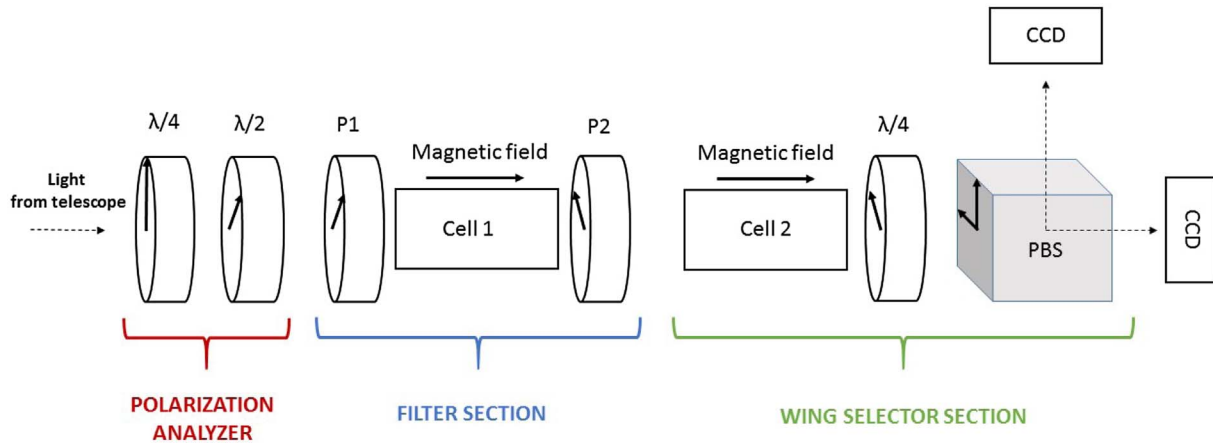 CCD
λ/4
λ/2
P1
P2
λ/4
Magnetic field
Magnetic field
Light
from telescope
Cell 1
Cell 2
PBS
CCD
POLARIZATION
ANALYZER
FILTER SECTION
WING SELECTOR SECTION